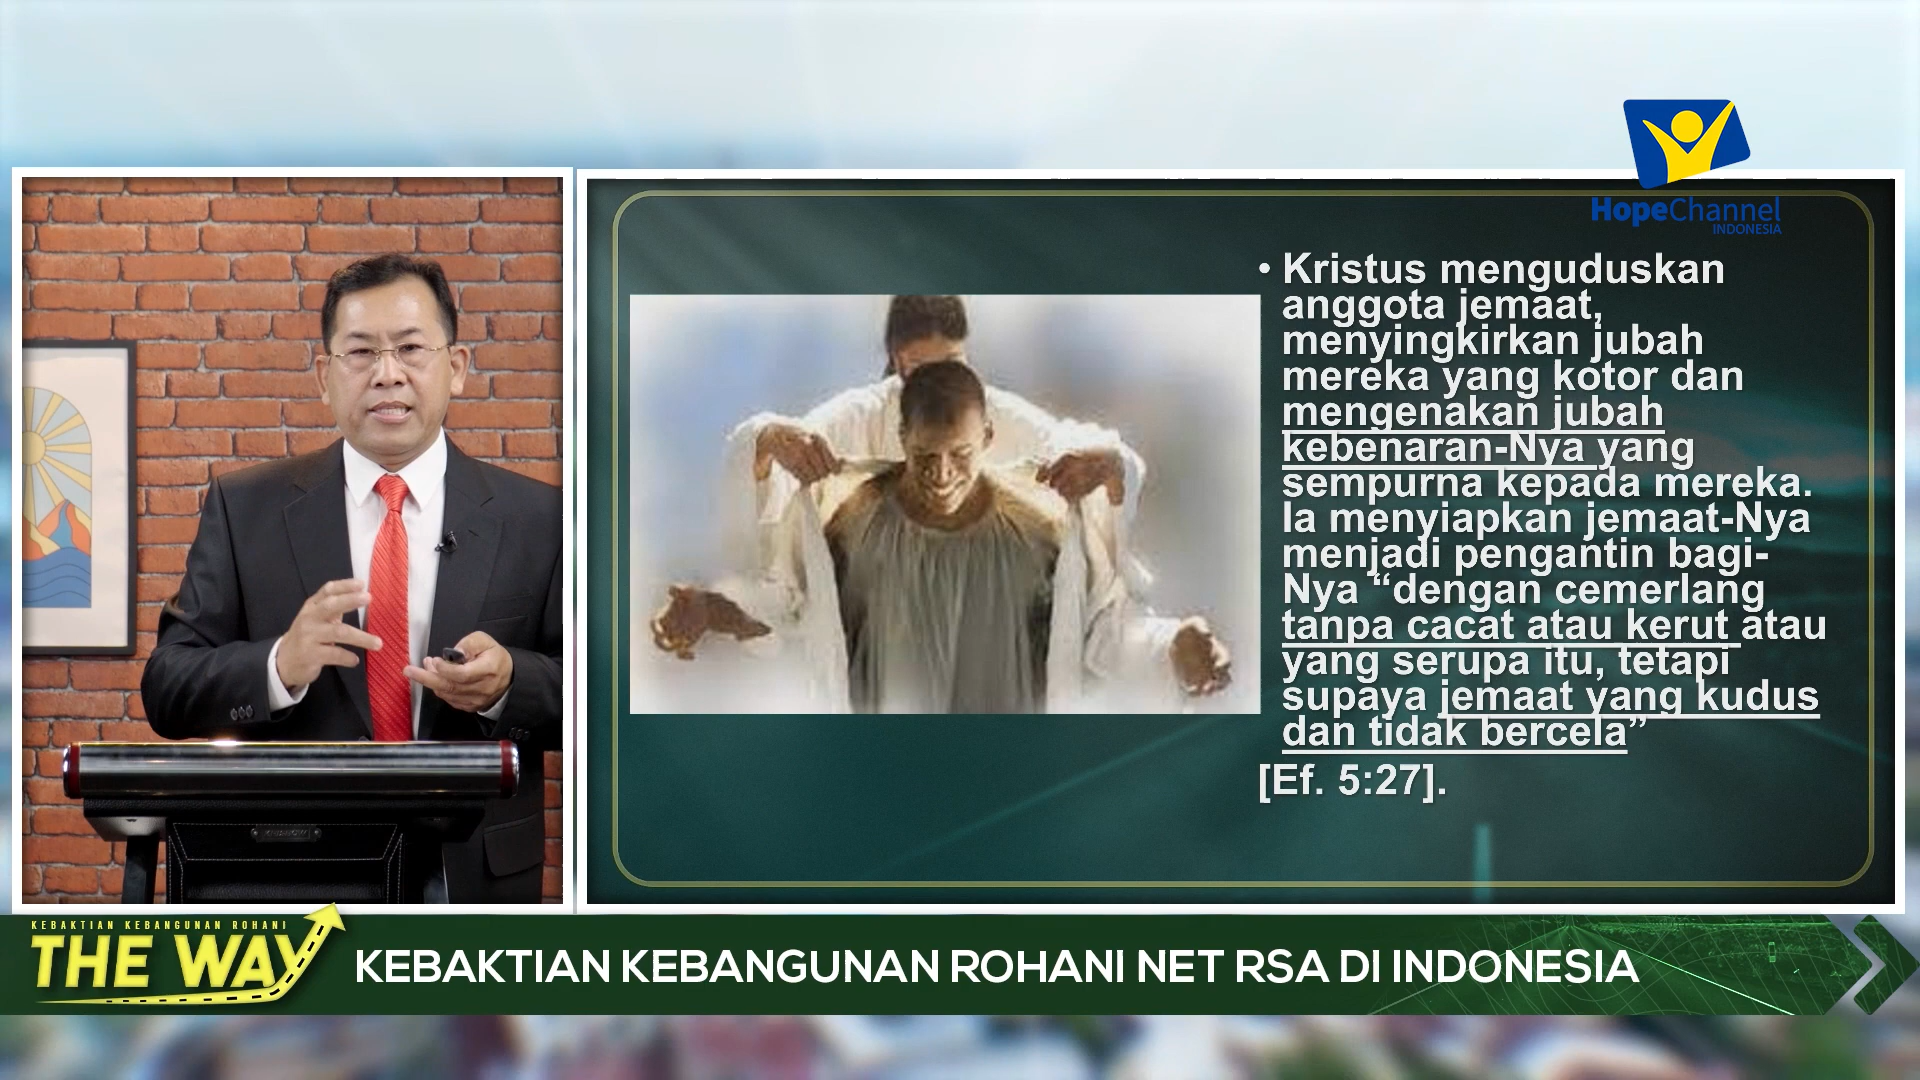 HopeChannel
INDONESIA
• Kristus menguduskan
anggota jemaat,
menyingkirkan jubah
mereka yang kotor dan
mengenakan jubah
kebenaran-Nya yang
sempurna kepada mereka.
Ia menyiapkan jemaat-Nya
menjadi pengantin bagi-
Nya “dengan cemerlang
tanpa cacat atau kerut atau
yang serupa itu, tetapi
supaya jemaat yang kudus
dan tidak bercela”
[Ef. 5:27].
KEBAKTIAN KEBANGUNAN ROHANI
THE WAY
KEBAKTIAN KEBANGUNAN ROHANI NET RSA DI INDONESIA